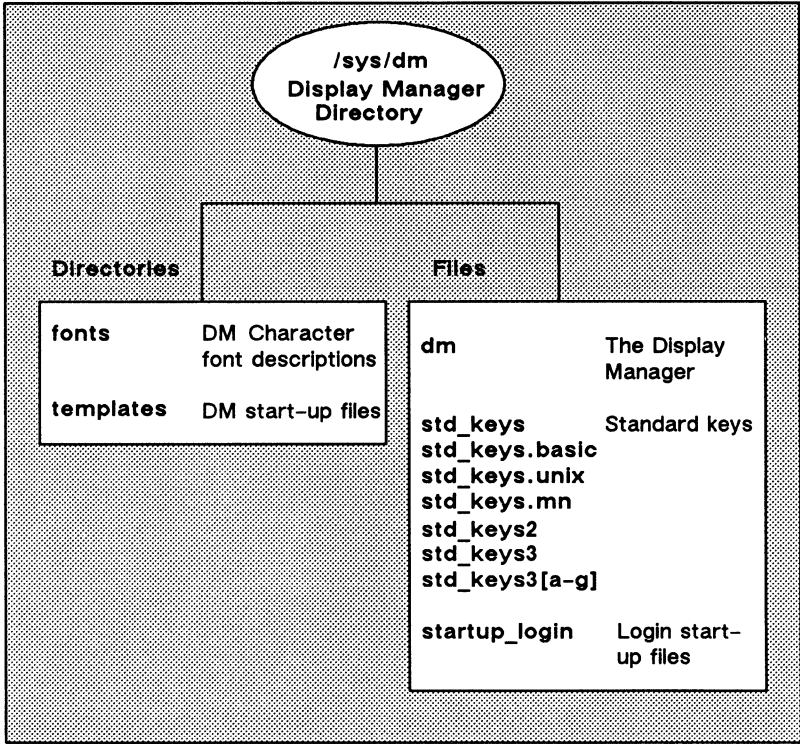 /sys/dm
Display Manager
Directory
Directories
fonts DM Character
font descriptions
templates DM start-up files
Files
dm The Display
Manager
std_keys Standard keys
std_keys.basic
std_keys.unix
std_keys.mn
std_keys2
std_keys3
std_keys3[a-g]
startup_login Login start-
up files